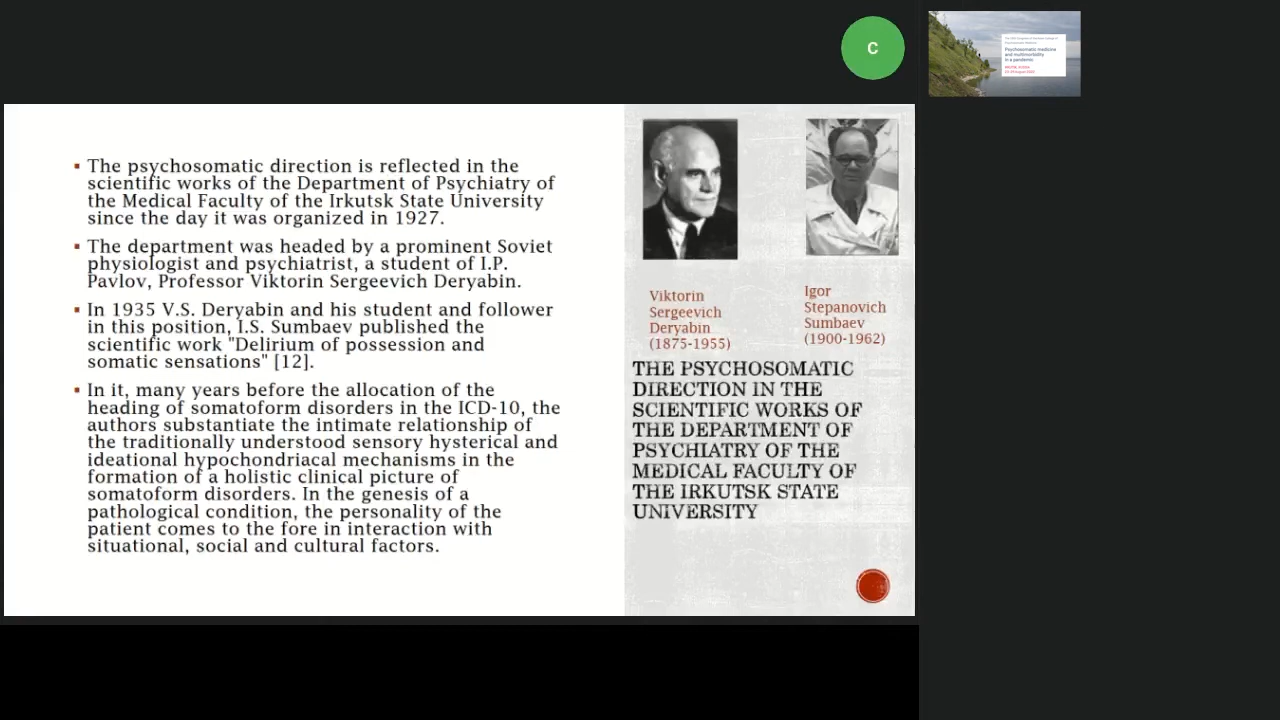 C
Psychosomatic medicine
and multimorbidity
in a pandemic
▪ The psychosomatic direction is reflected in the
scientific works of the Department of Psychiatry of
the Medical Faculty of the Irkutsk State University
since the day it was organized in 1927.
▪ The department was headed by a prominent Soviet
physiologist and psychiatrist, a student of I.P.
Pavlov, Professor Viktorin Sergeevich Deryabin.
▪ In 1935 V.S. Deryabin and his student and follower
in this position, I.S. Sumbaev published the
scientific work "Delirium of possession and
somatic sensations" [12].
▪ In it, many years before the allocation of the
heading of somatoform disorders in the ICD-10, the
authors substantiate the intimate relationship of
the traditionally understood sensory hysterical and
ideational hypochondriacal mechanisms in the
formation of a holistic clinical picture of
somatoform disorders. In the genesis of a
pathological condition, the personality of the
patient comes to the fore in interaction with
situational, social and cultural factors.
Viktorin
Sergeevich
Deryabin
(1875-1955)
Igor
Stepanovich
Sumbaev
(1900-1962)
THE PSYCHOSOMATIC
DIRECTION IN THE
SCIENTIFIC WORKS OF
THE DEPARTMENT OF
PSYCHIATRY OF THE
MEDICAL FACULTY OF
THE IRKUTSK STATE
UNIVERSITY